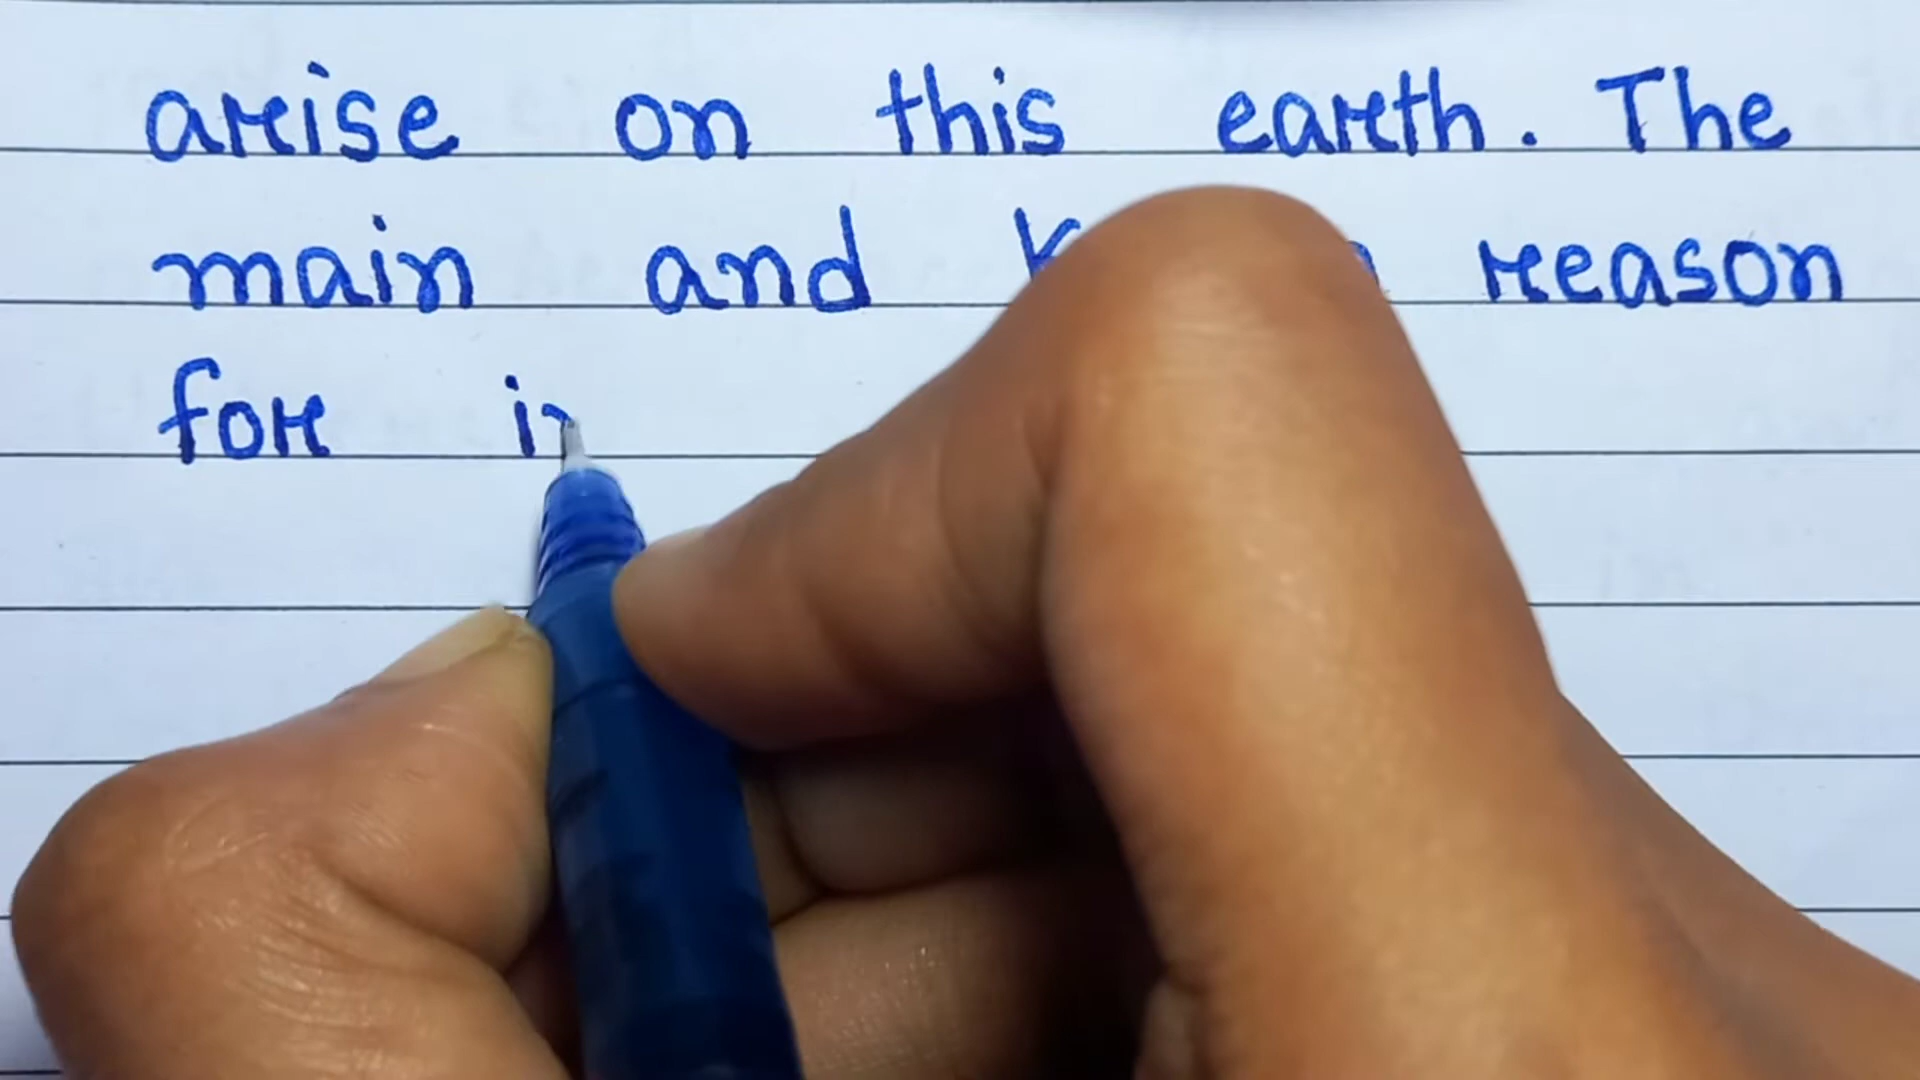 arise on this earth. The
main and reason
for